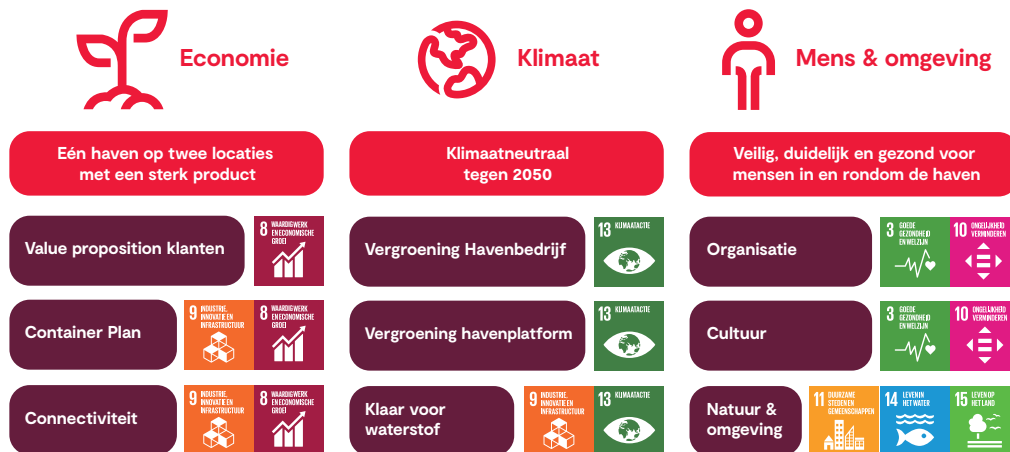 Economie
Klimaat
Mens & omgeving
Eén haven op twee locaties
met een sterk product
Klimaatneutraal
tegen 2050
Veilig, duidelijk en gezond voor
mensen in en rondom de haven
Value proposition klanten
8 WAARDIG WERK
EN ECONOMISCHE
GROEI
Vergroening Havenbedrijf
13 KLIMAATACTIE
Organisatie
3 GOEDE
GEZONDHEID
EN WELZIJN
10 ONGELIJKHEID
VERMINDEREN
Container Plan
9 INDUSTRIE,
INNOVATIE EN
INFRASTRUCTUUR
8 WAARDIG WERK
EN ECONOMISCHE
GROEI
Vergroening havenplatform
13 KLIMAATACTIE
Cultuur
3 GOEDE
GEZONDHEID
EN WELZIJN
10 ONGELIJKHEID
VERMINDEREN
Connectiviteit
9 INDUSTRIE,
INNOVATIE EN
INFRASTRUCTUUR
8 WAARDIG WERK
EN ECONOMISCHE
GROEI
Klaar voor
waterstof
9 INDUSTRIE,
INNOVATIE EN
INFRASTRUCTUUR
13 KLIMAATACTIE
Natuur &
omgeving
11 DUURZAME
STEDEN EN
GEMEENSCHAPPEN
14 LEVEN IN
HET WATER
15 LEVEN OP
HET LAND